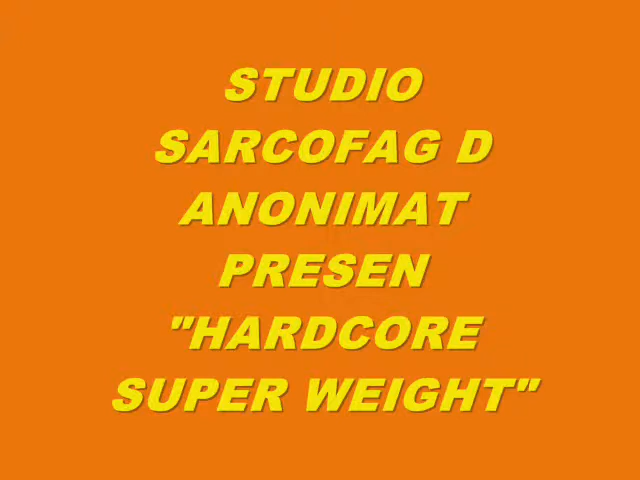 STUDIO
SARCOFAG D
ANONIMAT
PRESEN
"HARDCORE
SUPER WEIGHT"